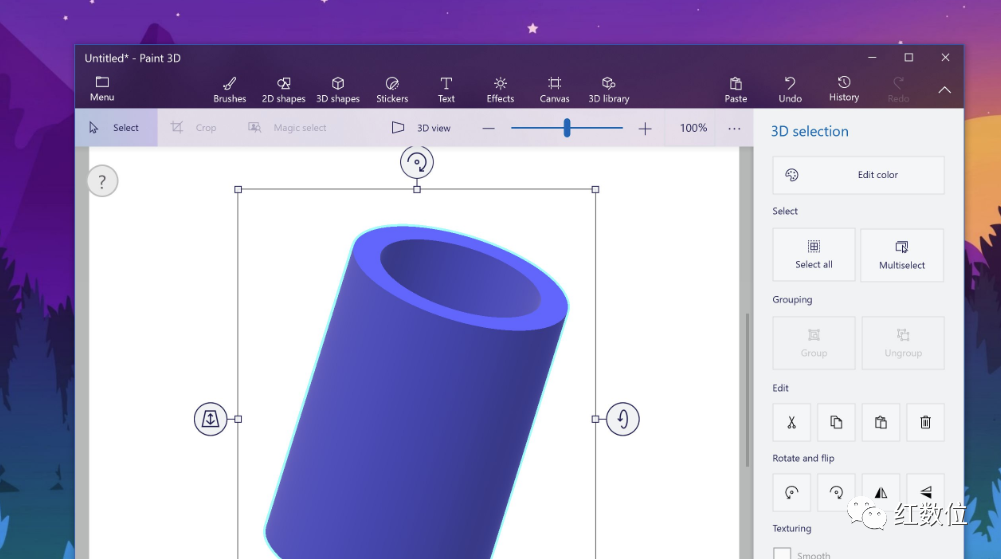 Untitled* - Paint 3D
Menu
Brushes
2D shapes
3D shapes
Stickers
Text
Effects
Canvas
3D library
Paste
Undo
History
Redo
Select
Crop
Magic select
3D view
100%
...
3D selection
?
Edit color
Select
Select all
Multiselect
Grouping
Group
Ungroup
Edit
Rotate and flip
红数位
Texturing
Smooth